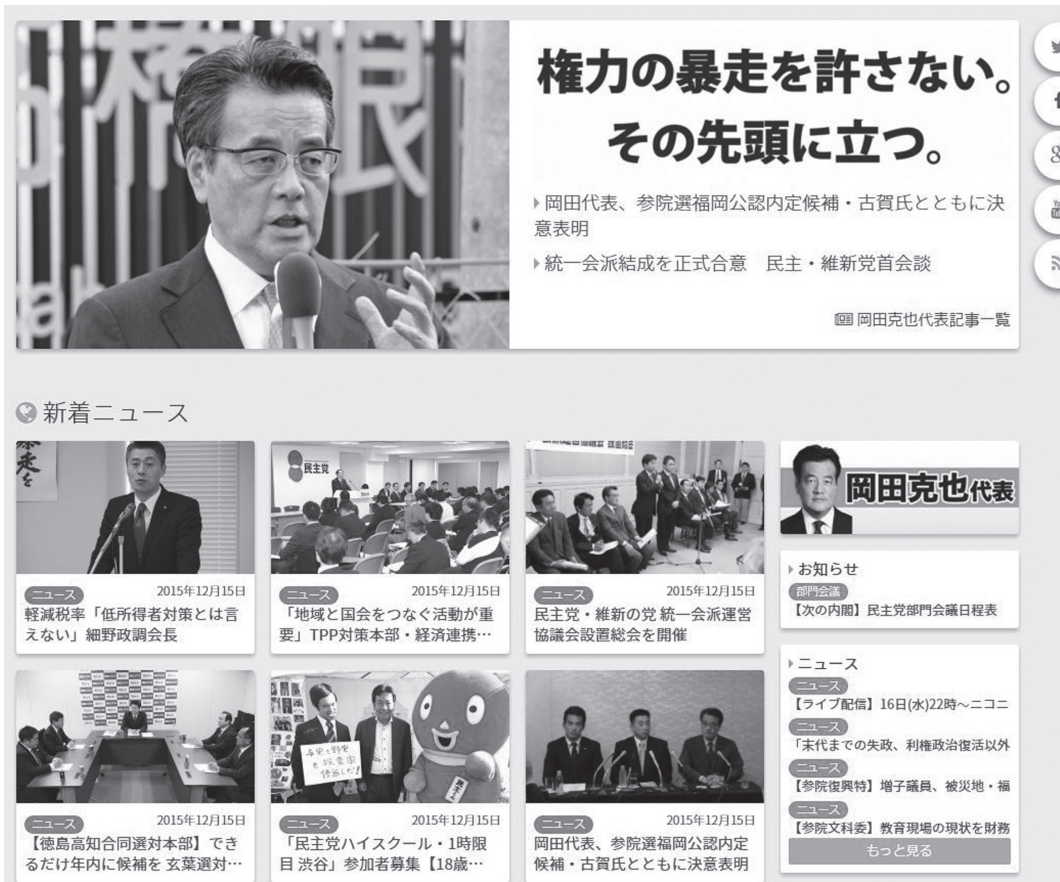 権力の暴走を許さない。
その先頭に立つ。
岡田代表、参院選福岡公認内定候補・古賀氏とともに決
意表明
統一会派結成を正式合意　民主・維新党首会談
岡田克也代表記事一覧
新着ニュース
ニュース 2015年12月15日
軽減税率「低所得者対策とは言
えない」細野政調会長
民主党
ニュース 2015年12月15日
「地域と国会をつなぐ活動が重
要」TPP対策本部・経済連携…
ニュース 2015年12月15日
民主党・維新の党 統一会派運営
協議会設置総会を開催
岡田克也代表
お知らせ
部門会議
【次の内閣】民主党部門会議日程表
ニュース 2015年12月15日
【徳島高知合同選対本部】でき
るだけ年内に候補を 玄葉選対…
ニュース 2015年12月15日
「民主党ハイスクール・1時限
目 渋谷」参加者募集【18歳…
ニュース 2015年12月15日
岡田代表、参院選福岡公認内定
候補・古賀氏とともに決意表明
ニュース
ニュース
【ライブ配信】16日(水)22時～ニコニ
ニュース
「末代までの失政、利権政治復活以外
ニュース
【参院復興特】増子議員、被災地・福
ニュース
【参院文科委】教育現場の現状を財務
もっと見る